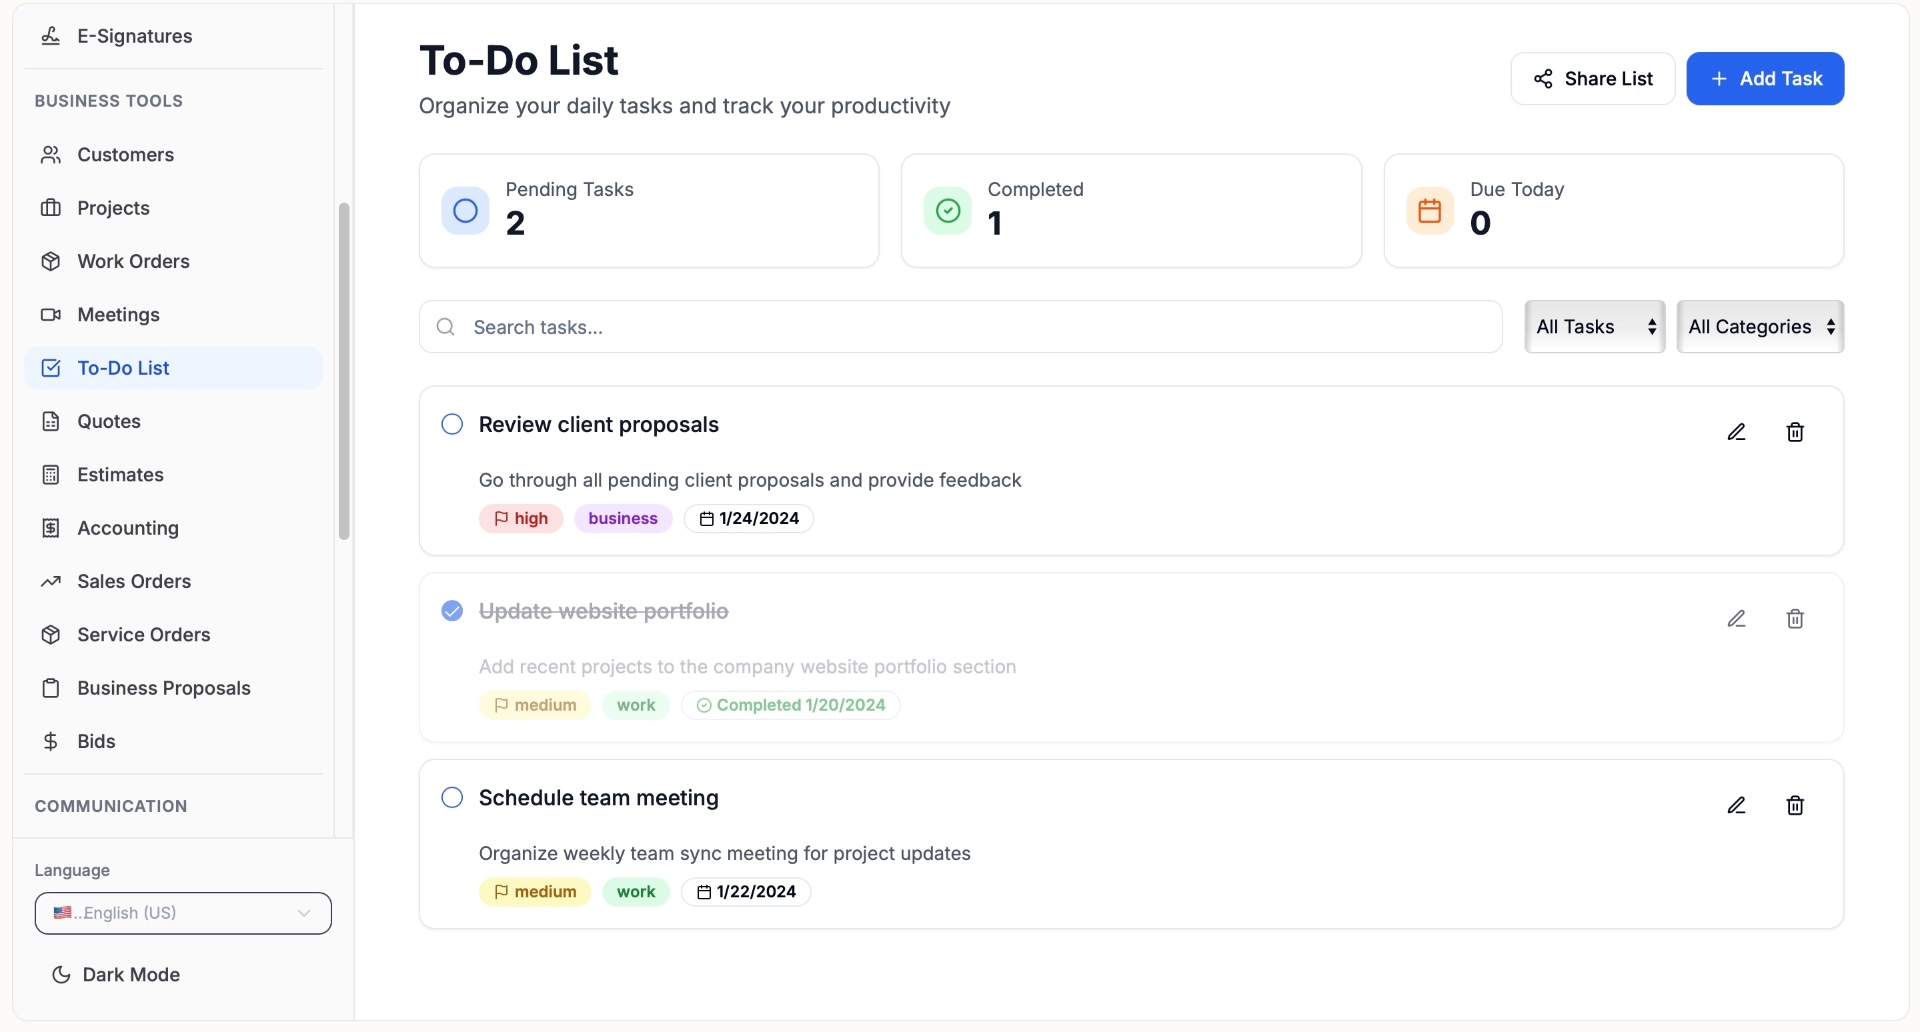 E-Signatures
BUSINESS TOOLS
Customers
Projects
Work Orders
Meetings
To-Do List
Quotes
Estimates
Accounting
Sales Orders
Service Orders
Business Proposals
Bids
COMMUNICATION
Language
...English (US)
Dark Mode
To-Do List
Organize your daily tasks and track your productivity
Share List
Add Task
Pending Tasks
2
Completed
1
Due Today
0
Search tasks...
All Tasks
All Categories
Review client proposals
Go through all pending client proposals and provide feedback
high business 1/24/2024
Update website portfolio
Add recent projects to the company website portfolio section
medium work Completed 1/20/2024
Schedule team meeting
Organize weekly team sync meeting for project updates
medium work 1/22/2024